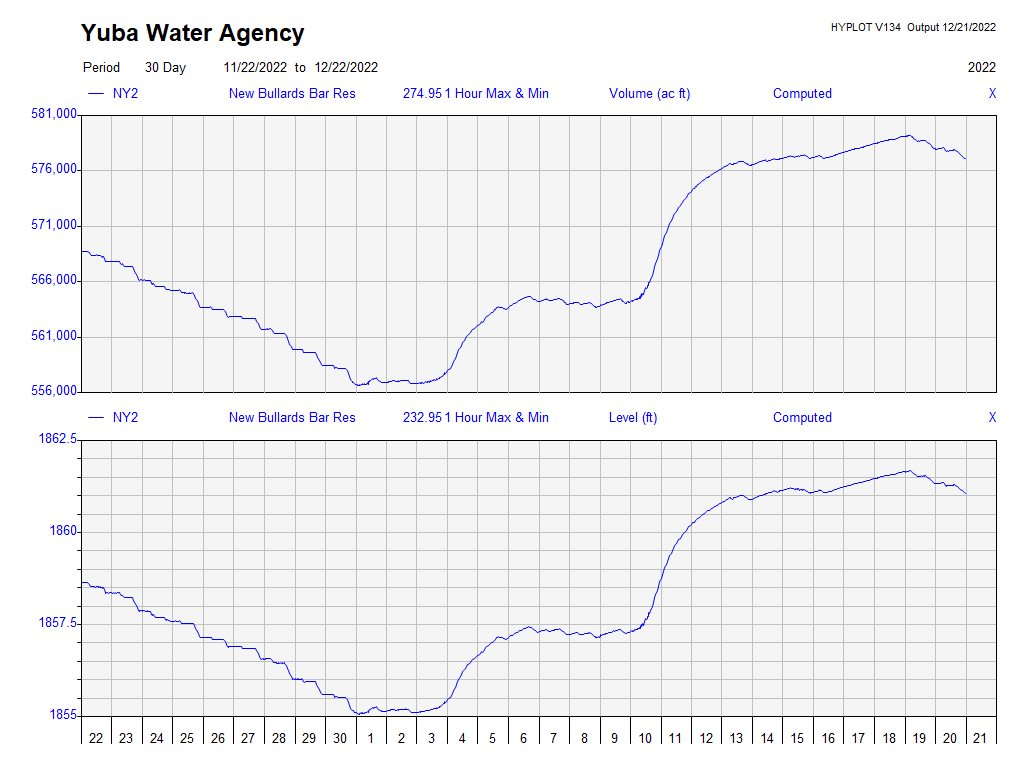 Yuba Water Agency
HYPLOT V134 Output 12/21/2022
Period 30 Day 11/22/2022 to 12/22/2022 2022
NY2 New Bullards Bar Res 274.95 1 Hour Max & Min Volume (ac ft) Computed X
581,000
576,000
571,000
566,000
561,000
556,000
NY2 New Bullards Bar Res 232.95 1 Hour Max & Min Level (ft) Computed X
1862.5
1860
1857.5
1855
22 23 24 25 26 27 28 29 30 1 2 3 4 5 6 7 8 9 10 11 12 13 14 15 16 17 18 19 20 21